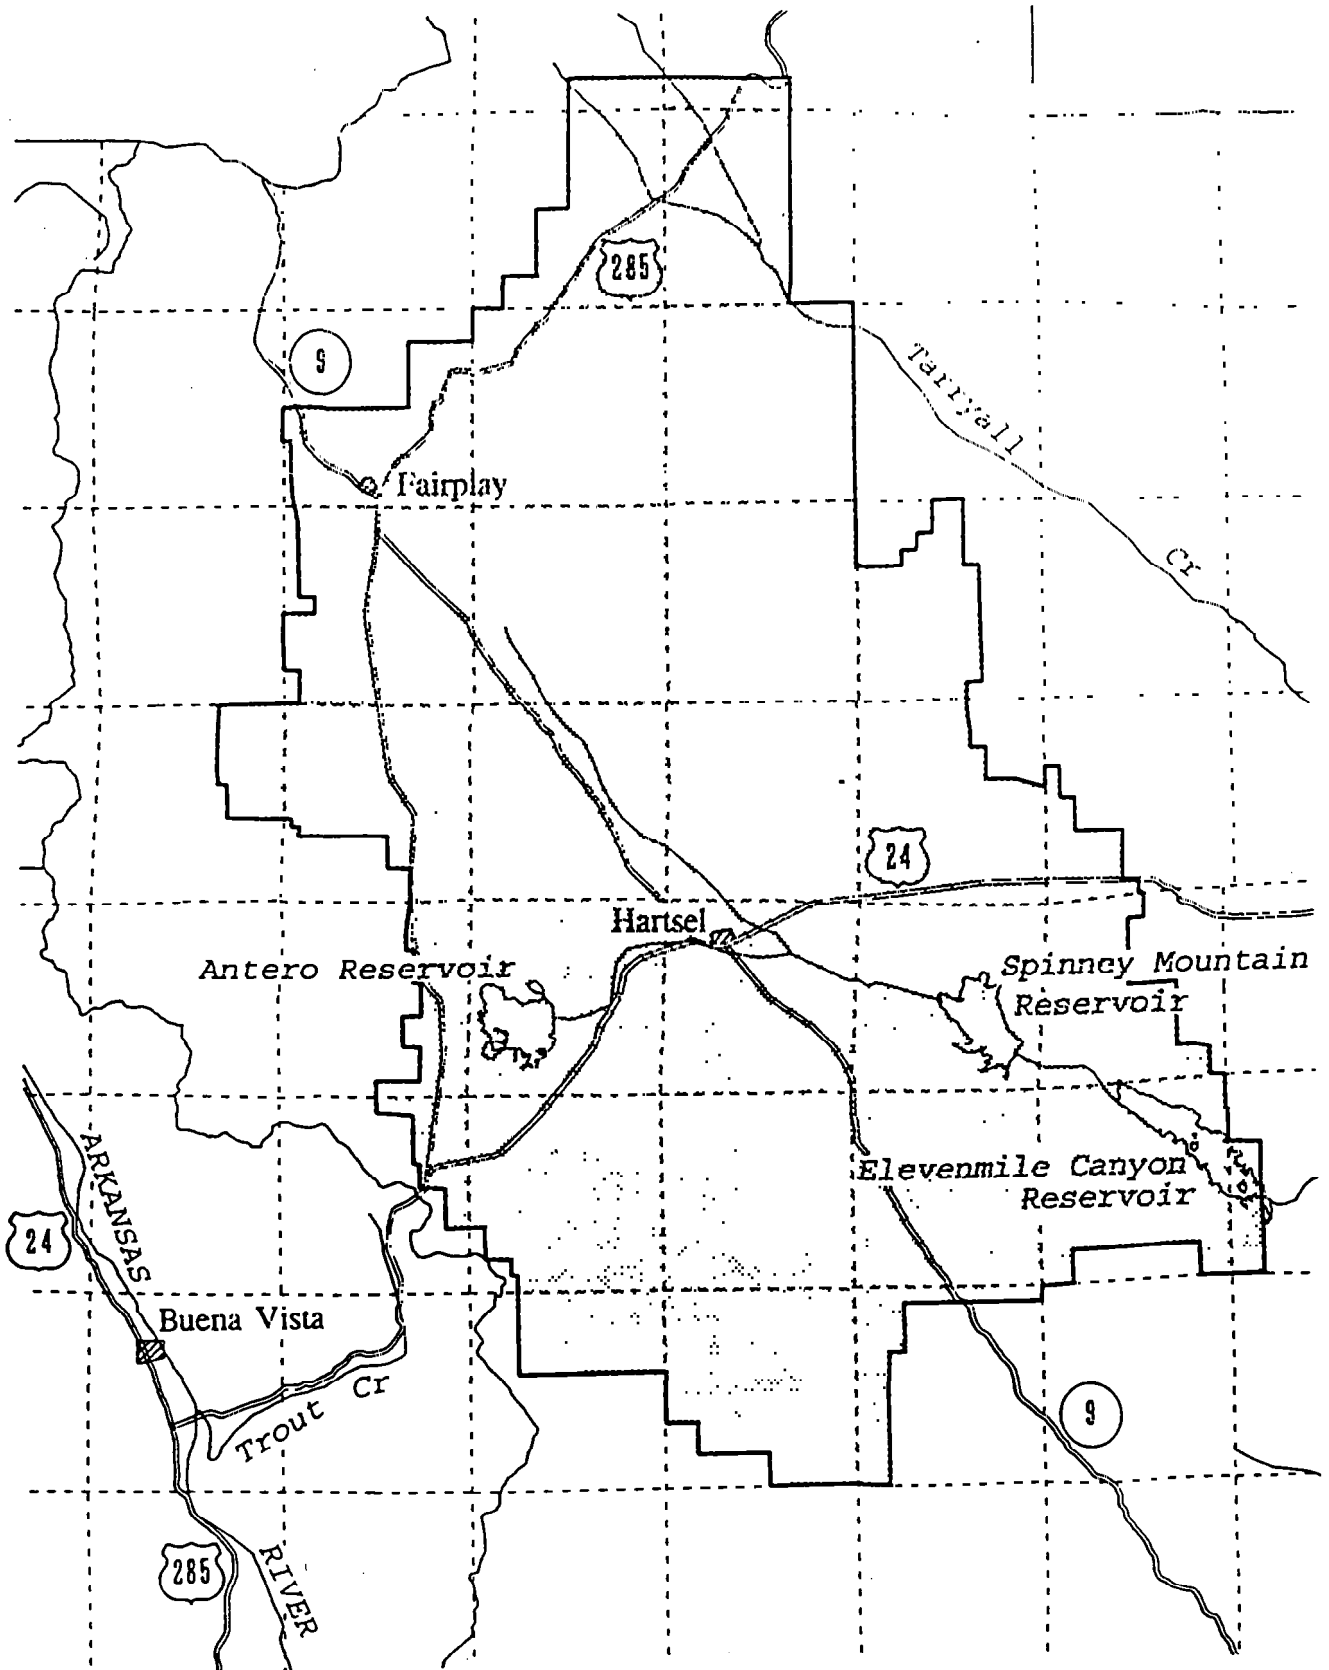 285
9
Tarryall
Cr
Fairplay
24
Hartsel
Antero Reservoir
Spinney Mountain
Reservoir
Elevenmile Canyon
Reservoir
ARKANSAS
24
Buena Vista
Cr
Trout
9
285
RIVER